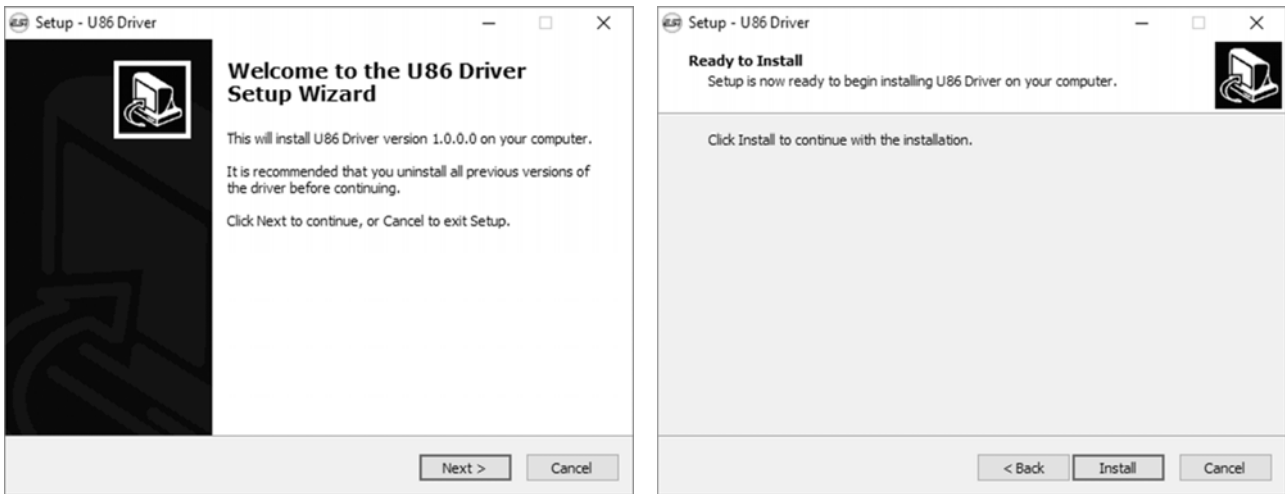 Setup - U86 Driver
Welcome to the U86 Driver
Setup Wizard
This will install U86 Driver version 1.0.0.0 on your computer.
It is recommended that you uninstall all previous versions of
the driver before continuing.
Click Next to continue, or Cancel to exit Setup.
Next >
Cancel
Setup - U86 Driver
Ready to Install
Setup is now ready to begin installing U86 Driver on your computer.
Click Install to continue with the installation.
< Back
Install
Cancel